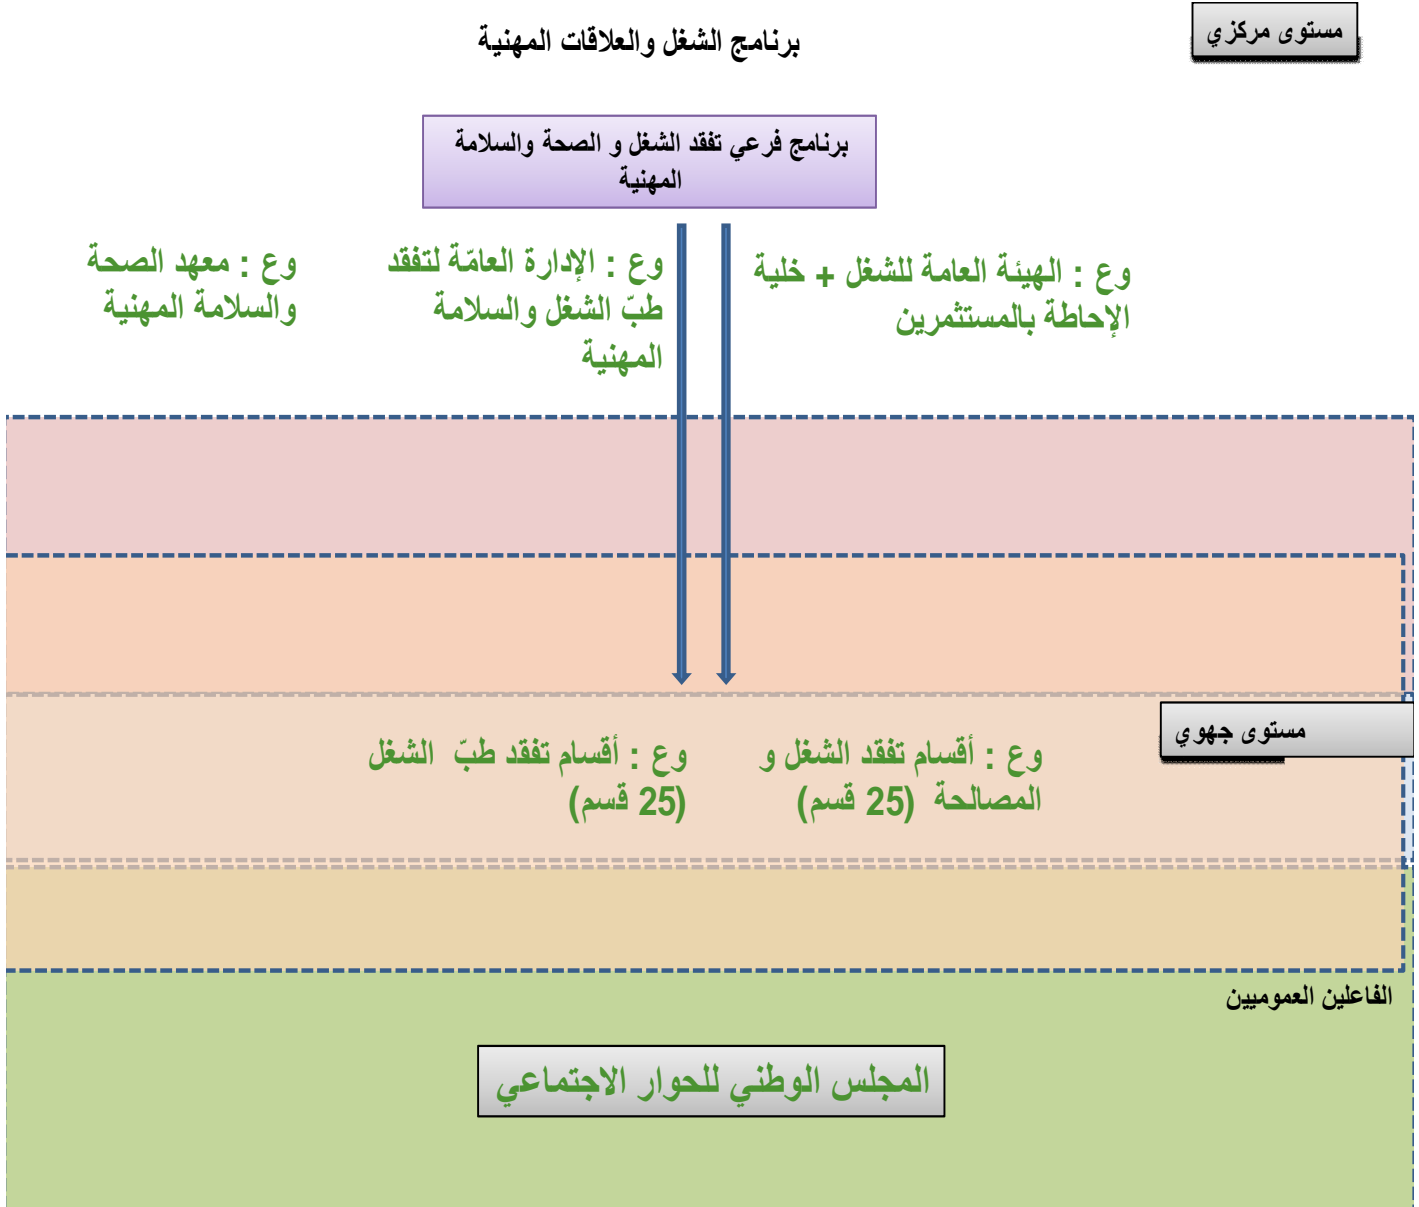 مستوى مركزي
برنامج الشغل والعلاقات المهنية
برنامج فرعي تفقد الشغل و الصحة والسلامة
المهنية
وع : الهيئة العامة للشغل + خلية
الإحاطة بالمستثمرين
وع : الإدارة العامّة لتفقد
طبّ الشغل والسلامة
المهنية
وع : معهد الصحة
والسلامة المهنية
مستوى جهوي
وع : أقسام تفقد الشغل و
المصالحة (25 قسم)
وع : أقسام تفقد طبّ الشغل
(25 قسم)
الفاعلين العموميين
المجلس الوطني للحوار الاجتماعي